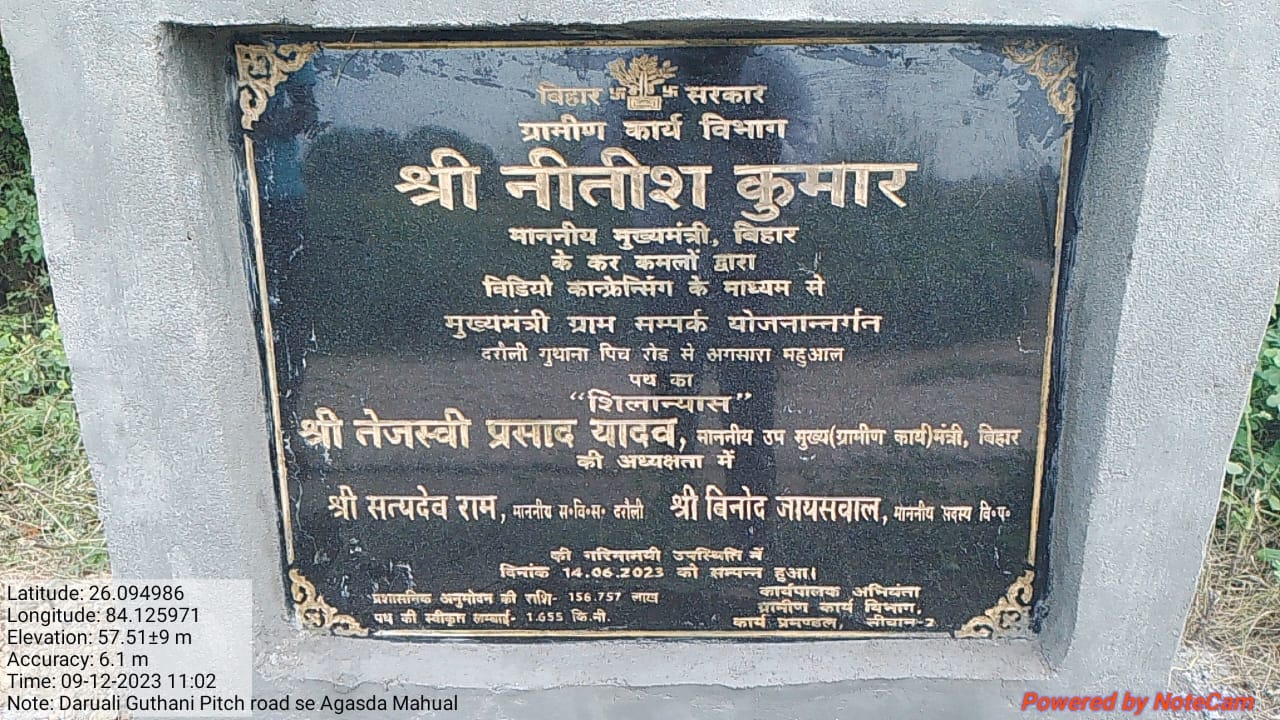 बिहार सरकार
ग्रामीण कार्य विभाग
श्री नीतीश कुमार
माननीय मुख्यमंत्री, बिहार
के कर कमलों द्वारा
विडियो कान्फ्रेन्सिंग के माध्यम से
मुख्यमंत्री ग्राम सम्पर्क योजनान्तर्गत
दरौली गुथाना पिच रोड से अगसारा महुआल
पथ का
"शिलान्यास"
श्री तेजस्वी प्रसाद यादव, माननीय उप मुख्य(ग्रामीण कार्य)मंत्री, बिहार
की अध्यक्षता में
श्री सत्यदेव राम, माननीय स॰वि॰स॰ दरौली श्री बिनोद जायसवाल, माननीय सदस्य वि॰प॰
की गरिमामयी उपस्थिति में
दिनांक 14.06.2023 को सम्पन्न हुआ।
प्रशासनिक अनुमोदन की राशि- 156.757 लाख
पथ की स्वीकृत लम्बाई- 1.655 कि.मी.
कार्यपालक अभियंता
ग्रामीण कार्य विभाग,
कार्य प्रमण्डल, सीवान-2
Latitude: 26.094986
Longitude: 84.125971
Elevation: 57.51±9 m
Accuracy: 6.1 m
Time: 09-12-2023 11:02
Note: Daruali Guthani Pitch road se Agasda Mahual
Powered by NoteCam